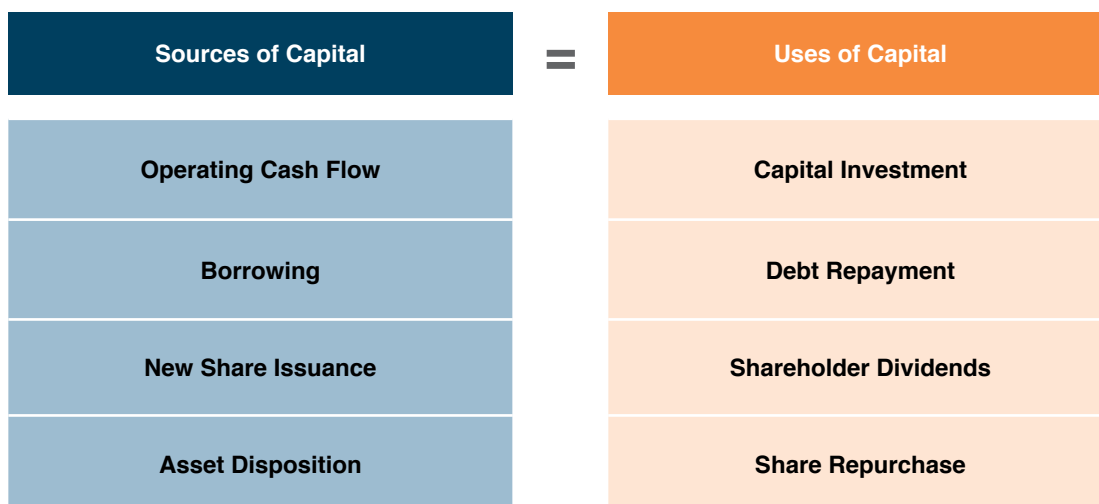 Sources of Capital = Uses of Capital
Operating Cash Flow Capital Investment
Borrowing Debt Repayment
New Share Issuance Shareholder Dividends
Asset Disposition Share Repurchase